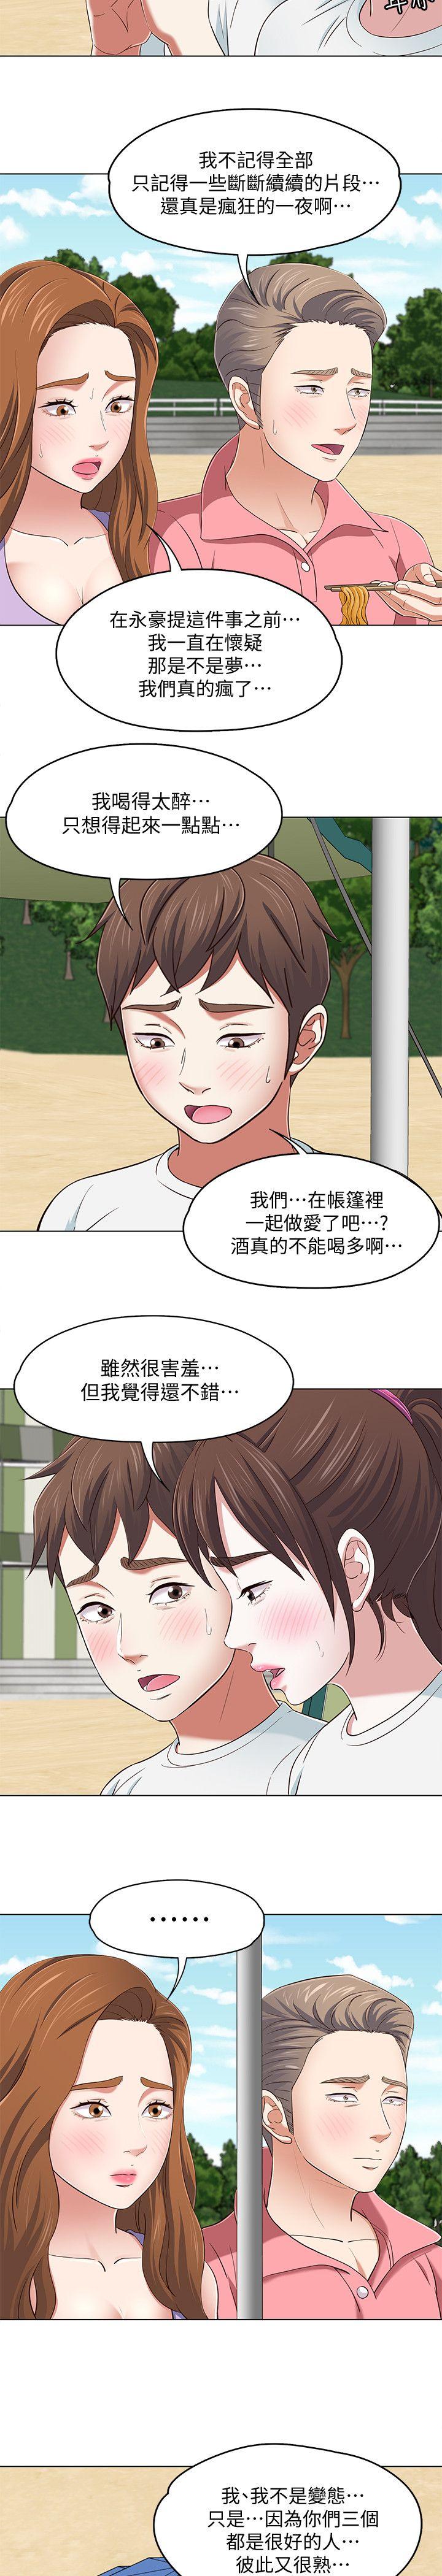 我不記得全部
只記得一些斷斷續續的片段⋯
還真是瘋狂的一夜啊⋯
在永豪提這件事之前⋯
我一直在懷疑
那是不是夢⋯
我們真的瘋了⋯
我喝得太醉⋯
只想得起來一點點⋯
我們⋯在帳篷裡
一起做愛了吧⋯?
酒真的不能喝多啊⋯
雖然很害羞⋯
但我覺得還不錯⋯
⋯⋯
我、我不是變態⋯
只是⋯因為你們三個
都是很好的人⋯
彼此又很熟⋯